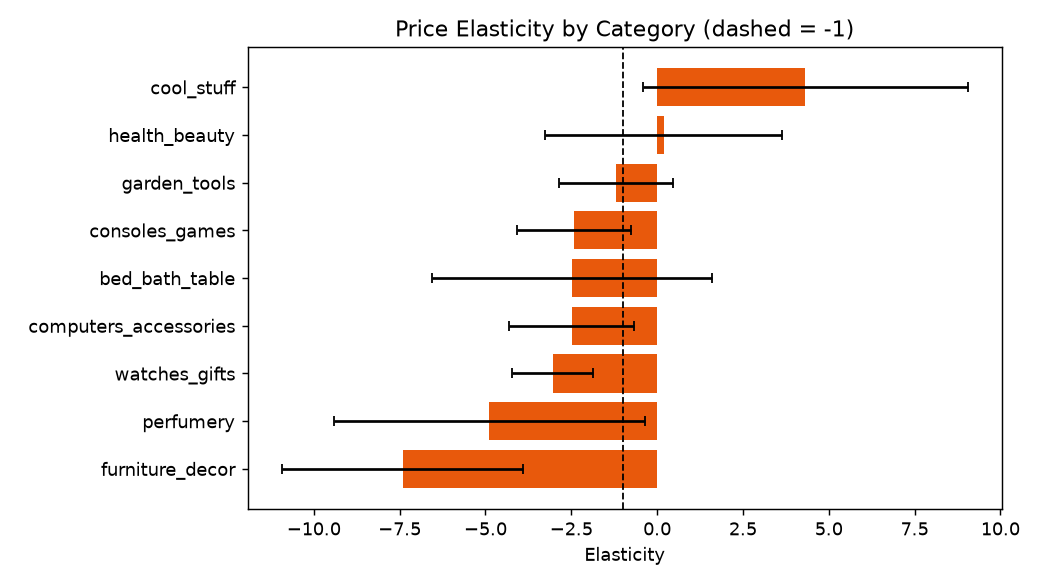 Price Elasticity by Category (dashed = -1)
cool_stuff
health_beauty
garden_tools
consoles_games
bed_bath_table
computers_accessories
watches_gifts
perfumery
furniture_decor
−10.0 −7.5 −5.0 −2.5 0.0 2.5 5.0 7.5 10.0
Elasticity